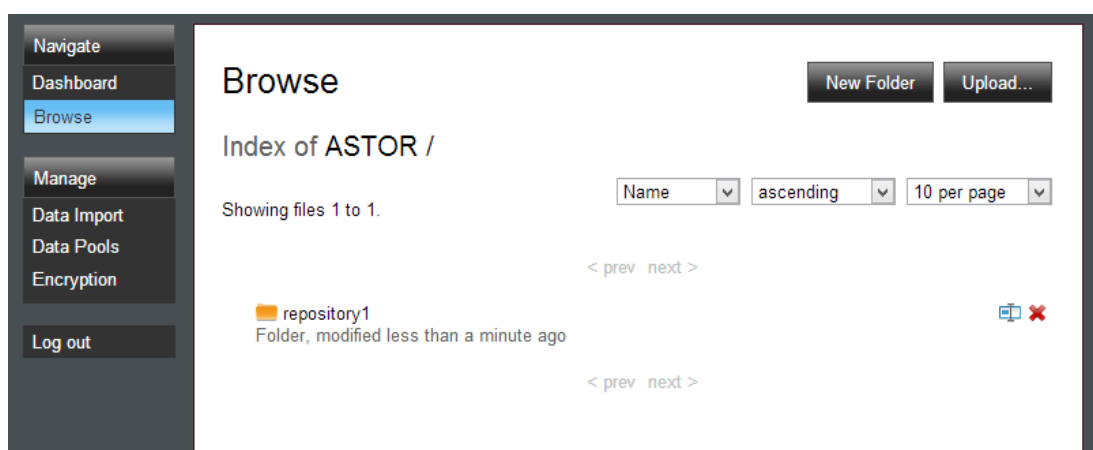 Navigate
Dashboard
Browse
Manage
Data Import
Data Pools
Encryption
Log out
Browse
New Folder
Upload...
Index of ASTOR /
Name
ascending
10 per page
Showing files 1 to 1.
< prev next >
repository1
Folder, modified less than a minute ago
< prev next >